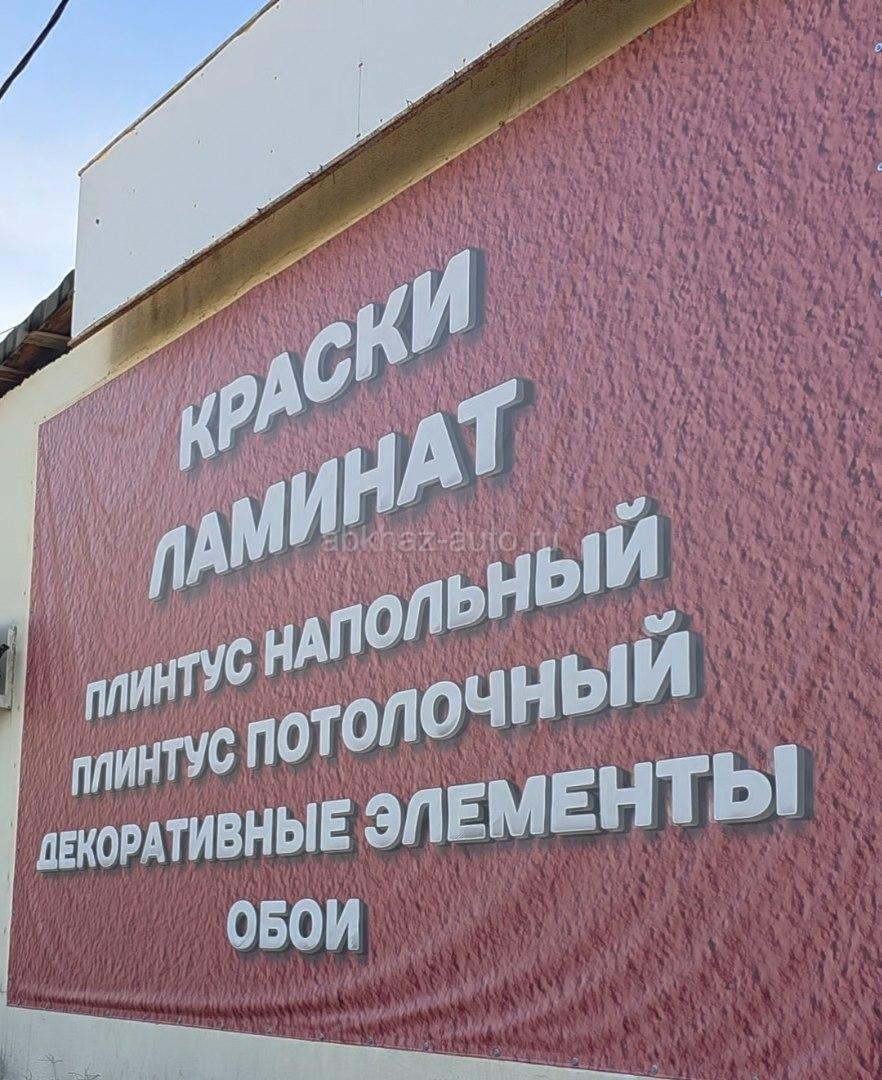 КРАСКИ
ЛАМИНАТ
abkhaz-auto.ru
ПЛИНТУС НАПОЛЬНЫЙ
ПЛИНТУС ПОТОЛОЧНЫЙ
ДЕКОРАТИВНЫЕ ЭЛЕМЕНТЫ
ОБОИ